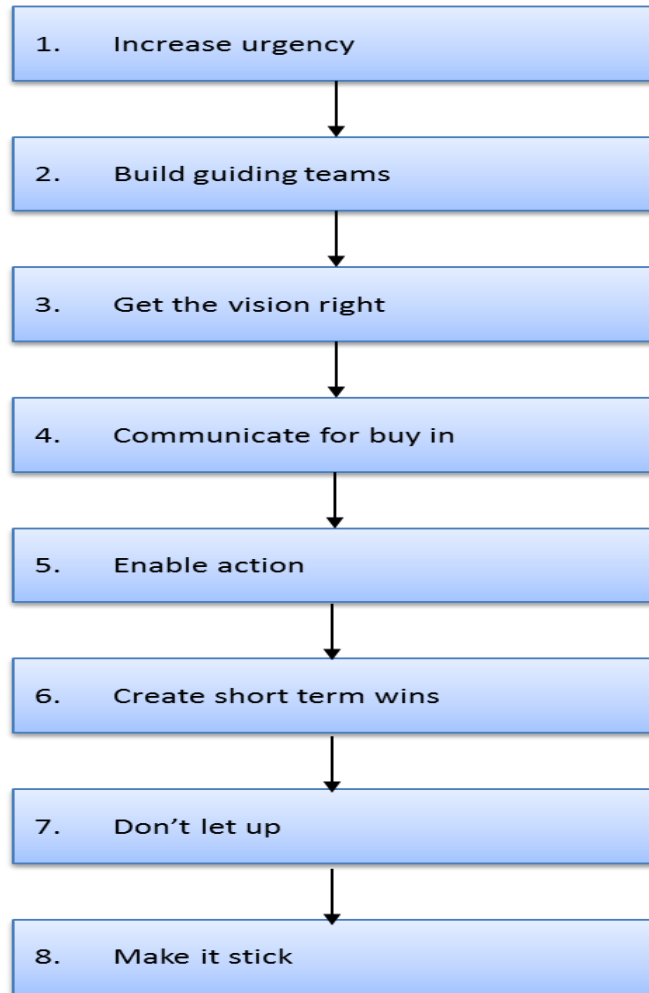 1. Increase urgency
2. Build guiding teams
3. Get the vision right
4. Communicate for buy in
5. Enable action
6. Create short term wins
7. Don’t let up
8. Make it stick